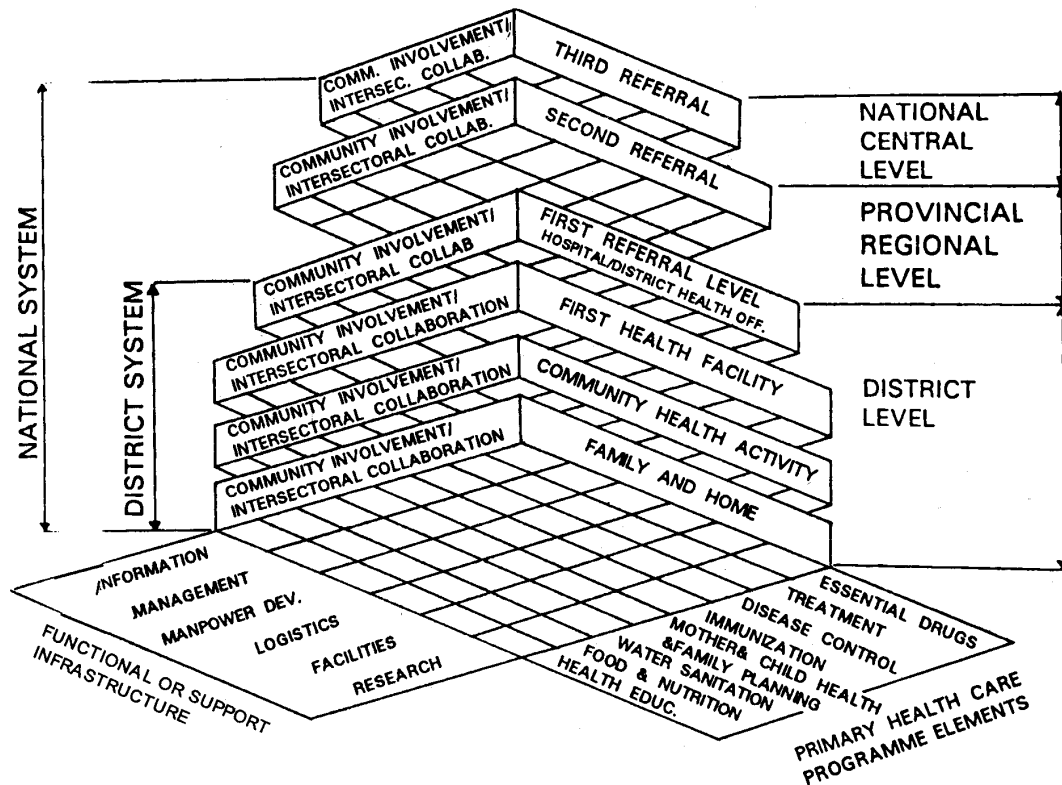 COMM. INVOLVEMENT/
INTERSEC. COLLAB.
THIRD REFERRAL
COMMUNITY INVOLVEMENT/
INTERSECTORAL COLLAB.
SECOND REFERRAL
COMMUNITY INVOLVEMENT/
INTERSECTORAL COLLAB
FIRST REFERRAL LEVEL
HOSPITAL/DISTRICT HEALTH OFF.
COMMUNITY INVOLVEMENT/
INTERSECTORAL COLLABORATION
FIRST HEALTH FACILITY
COMMUNITY INVOLVEMENT/
INTERSECTORAL COLLABORATION
COMMUNITY HEALTH ACTIVITY
COMMUNITY INVOLVEMENT/
INTERSECTORAL COLLABORATION
FAMILY AND HOME
NATIONAL SYSTEM
DISTRICT SYSTEM
NATIONAL
CENTRAL
LEVEL
PROVINCIAL
REGIONAL
LEVEL
DISTRICT
LEVEL
INFORMATION
MANAGEMENT
MANPOWER DEV.
LOGISTICS
FACILITIES
RESEARCH
FUNCTIONAL OR SUPPORT
INFRASTRUCTURE
ESSENTIAL DRUGS
TREATMENT
DISEASE CONTROL
IMMUNIZATION
MOTHER& CHILD HEALTH
&FAMILY PLANNING
WATER SANITATION
FOOD & NUTRITION
HEALTH EDUC.
PRIMARY HEALTH CARE
PROGRAMME ELEMENTS